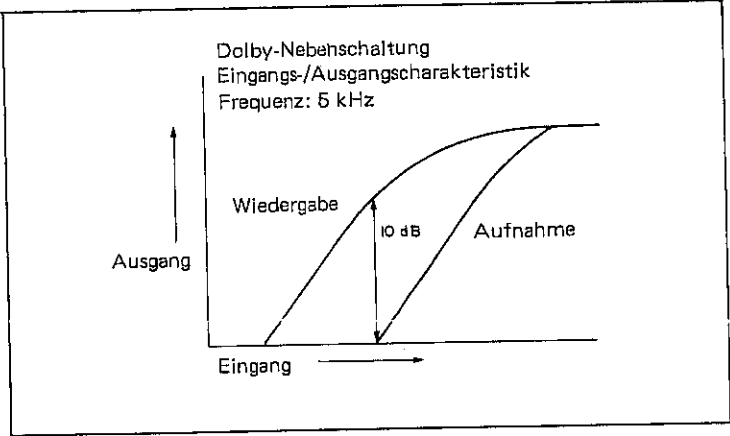 Dolby-Nebenschaltung
Eingangs-/Ausgangscharakteristik
Frequenz: 5 kHz
Wiedergabe
10 dB
Aufnahme
Ausgang
Eingang